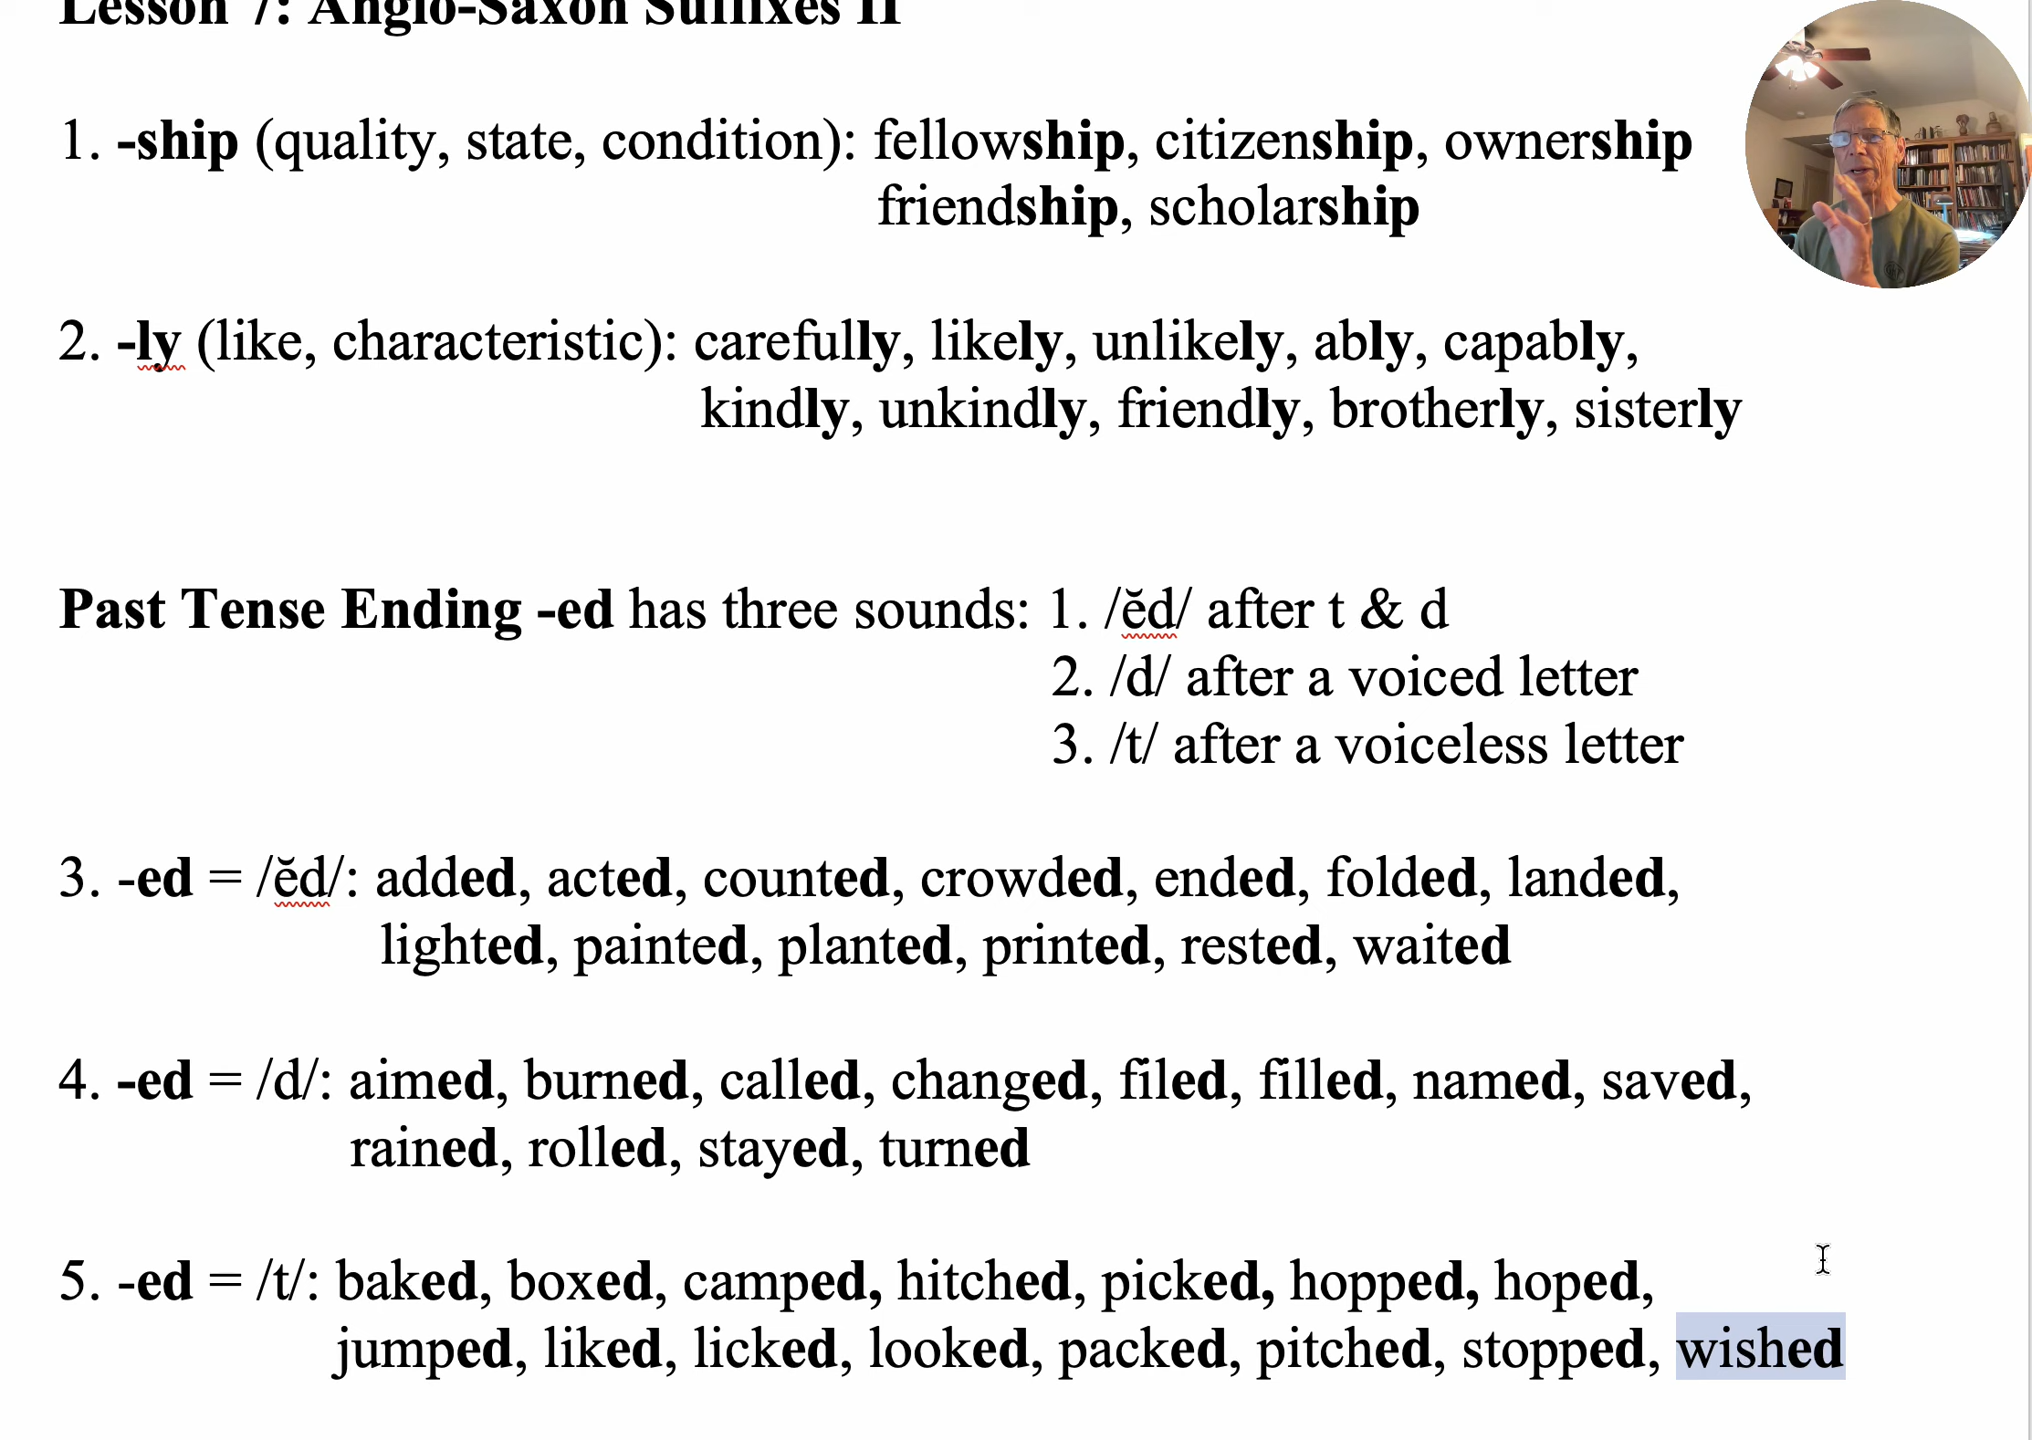 Lesson 7: Anglo-Saxon Suffixes II
1. -ship (quality, state, condition): fellowship, citizenship, ownership
friendship, scholarship
2. -ly (like, characteristic): carefully, likely, unlikely, ably, capably,
kindly, unkindly, friendly, brotherly, sisterly
Past Tense Ending -ed has three sounds: 1. /ĕd/ after t & d
2. /d/ after a voiced letter
3. /t/ after a voiceless letter
3. -ed = /ĕd/: added, acted, counted, crowded, ended, folded, landed,
lighted, painted, planted, printed, rested, waited
4. -ed = /d/: aimed, burned, called, changed, filed, filled, named, saved,
rained, rolled, stayed, turned
5. -ed = /t/: baked, boxed, camped, hitched, picked, hopped, hoped,
jumped, liked, licked, looked, packed, pitched, stopped, wished